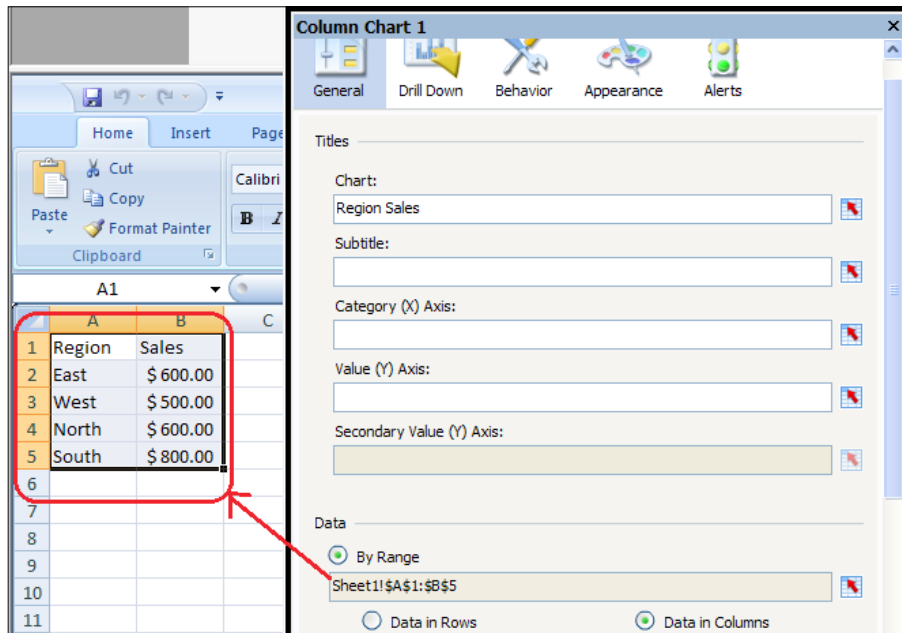 Column Chart 1
General Drill Down Behavior Appearance Alerts
Home Insert Page
Cut
Copy
Paste
Format Painter
Clipboard
Calibri
B I
A1
A B C
1 Region Sales
2 East $ 600.00
3 West $ 500.00
4 North $ 600.00
5 South $ 800.00
6
7
8
9
10
11
Titles
Chart:
Region Sales
Subtitle:
Category (X) Axis:
Value (Y) Axis:
Secondary Value (Y) Axis:
Data
By Range
Sheet1!$A$1:$B$5
Data in Rows Data in Columns